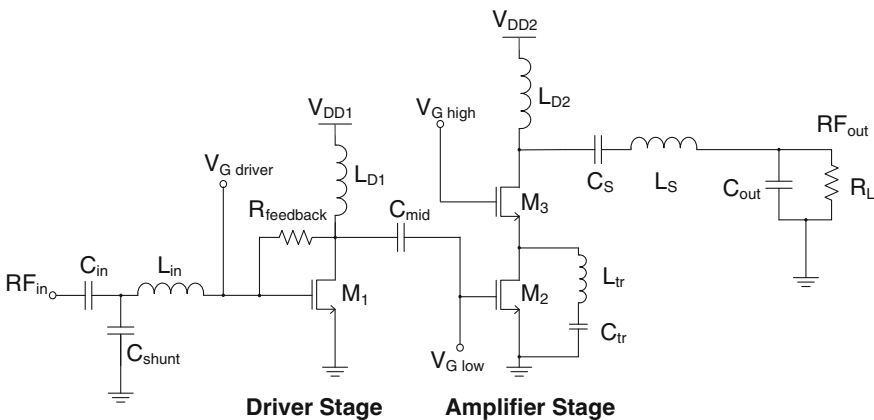 V_DD2
L_D2
V_G high
V_DD1
RF_out
V_G driver
L_D1
C_S
L_S
C_out
R_L
M_3
R_feedback
C_mid
C_in
L_in
L_tr
RF_in
M_1
M_2
C_tr
C_shunt
V_G low
Driver Stage
Amplifier Stage